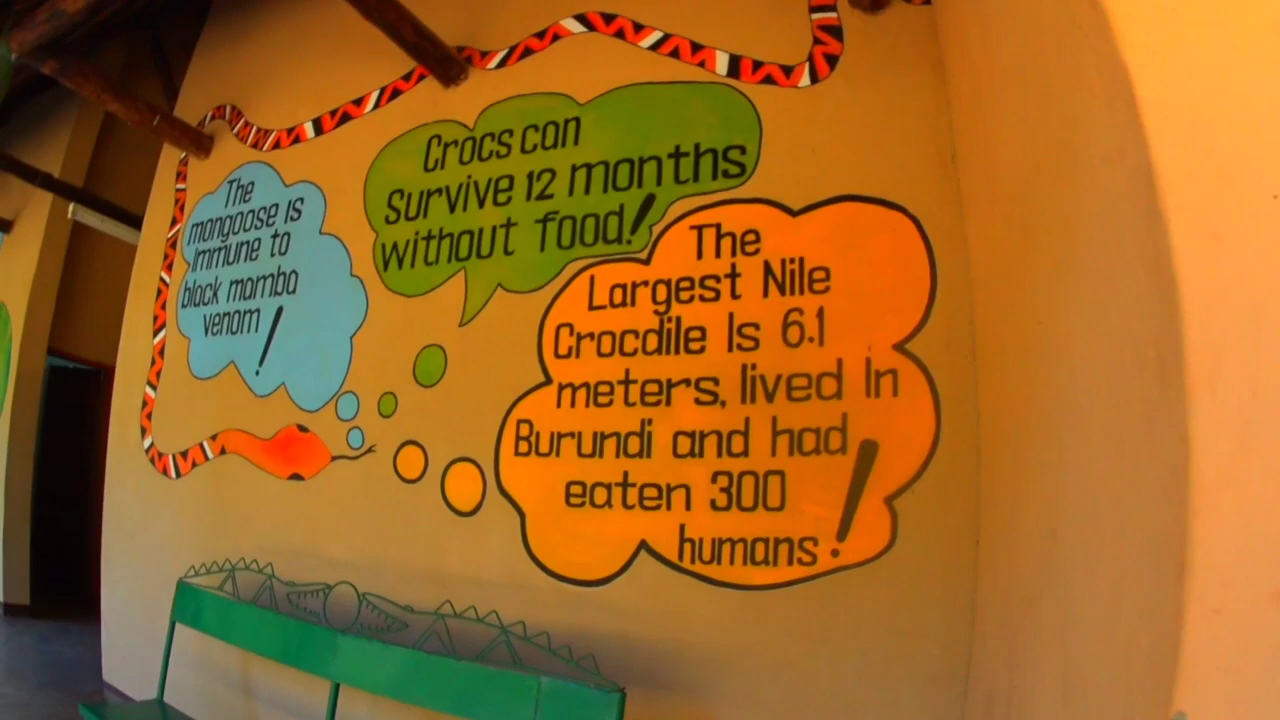 The
mongoose is
immune to
black mamba
venom!
Crocs can
Survive 12 months
without food!
The
Largest Nile
Crocdile Is 6.1
meters, lived In
Burundi and had
eaten 300
humans!